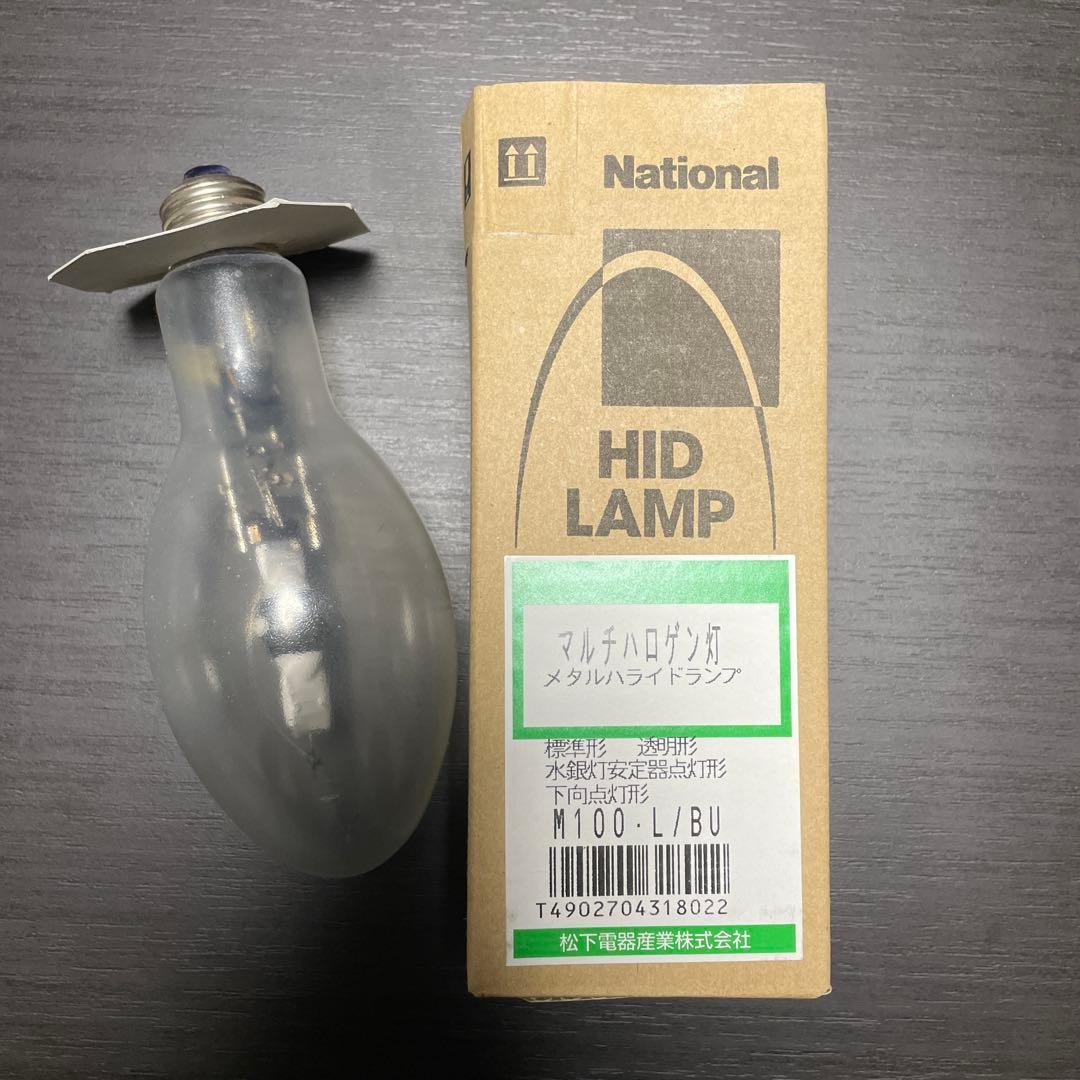 National
HID
LAMP
マルチハロゲン灯
メタルハライドランプ
標準形 透明形
水銀灯安定器点灯形
下向点灯形
M100・L/BU
T4902704318022
松下電器産業株式会社